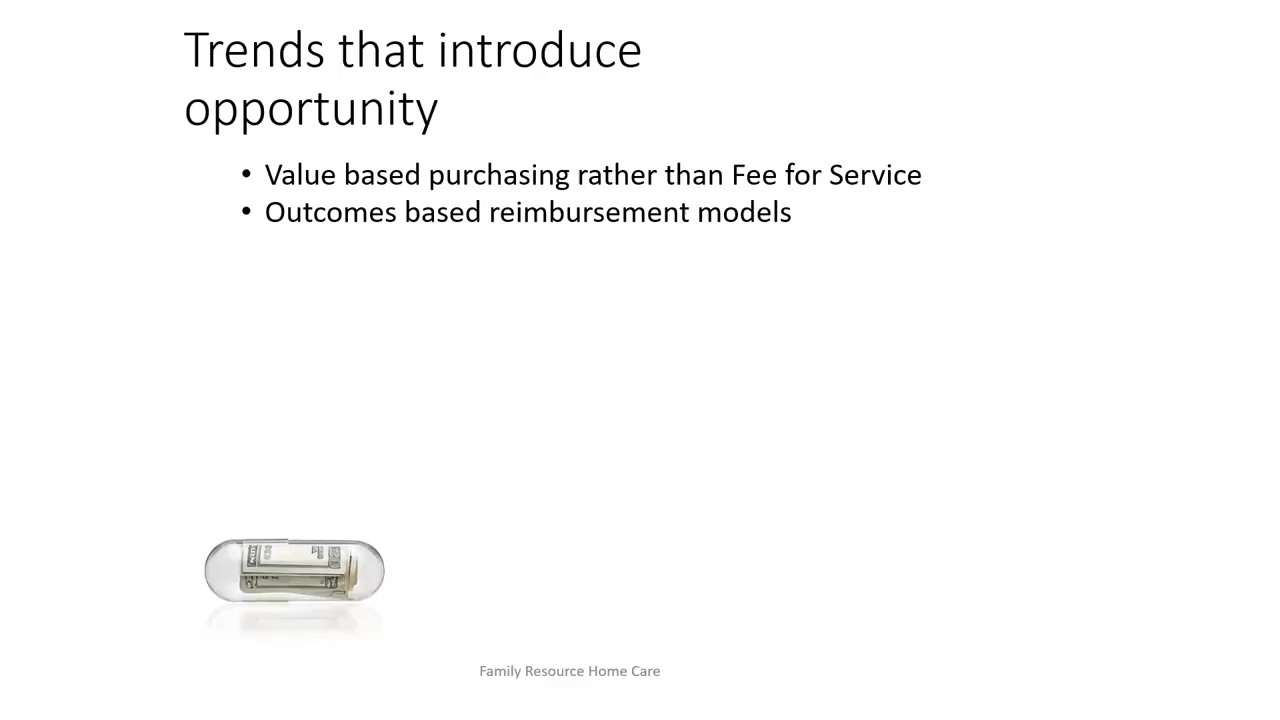 Trends that introduce
opportunity
• Value based purchasing rather than Fee for Service
• Outcomes based reimbursement models
Family Resource Home Care